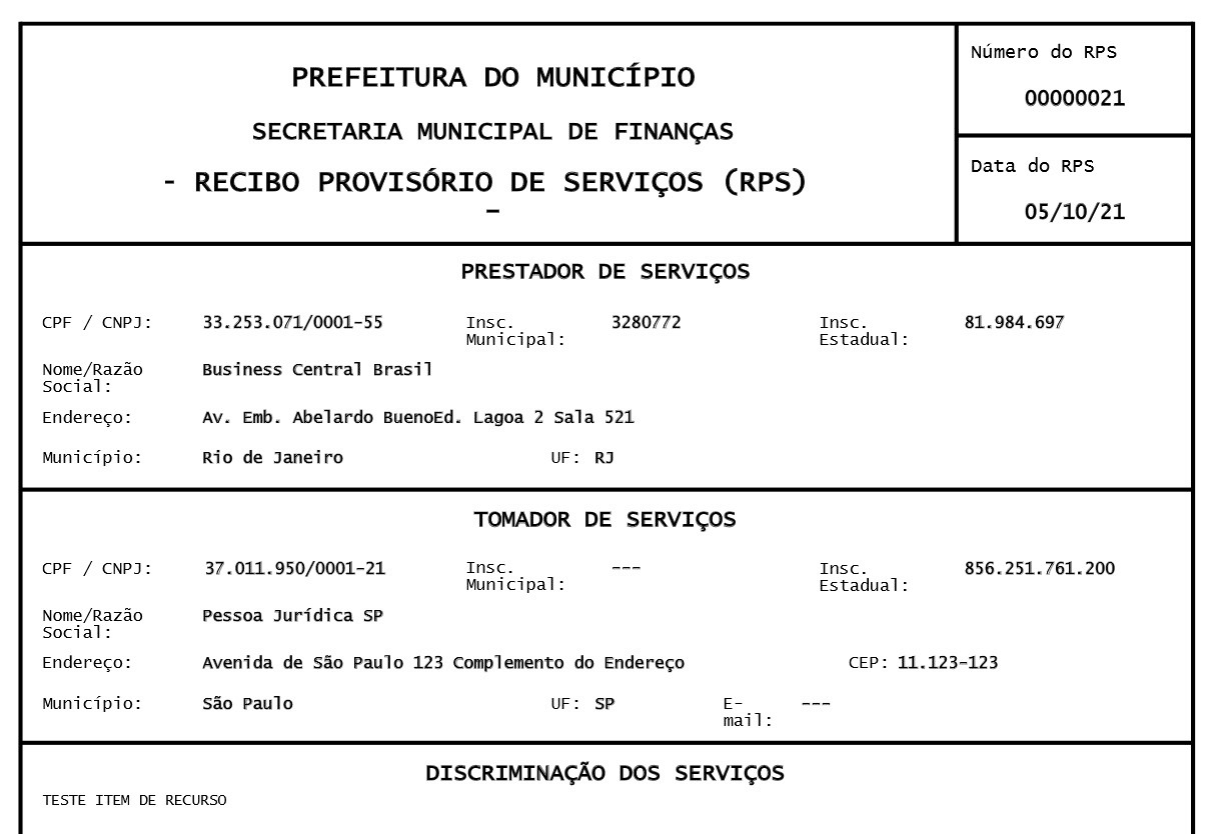 PREFEITURA DO MUNICÍPIO
SECRETARIA MUNICIPAL DE FINANÇAS
- RECIBO PROVISÓRIO DE SERVIÇOS (RPS)
-
Número do RPS
00000021
Data do RPS
05/10/21
PRESTADOR DE SERVIÇOS
CPF / CNPJ: 33.253.071/0001-55 Insc. Municipal: 3280772 Insc. Estadual: 81.984.697
Nome/Razão Social: Business Central Brasil
Endereço: Av. Emb. Abelardo BuenoEd. Lagoa 2 Sala 521
Município: Rio de Janeiro UF: RJ
TOMADOR DE SERVIÇOS
CPF / CNPJ: 37.011.950/0001-21 Insc. Municipal: --- Insc. Estadual: 856.251.761.200
Nome/Razão Social: Pessoa Jurídica SP
Endereço: Avenida de São Paulo 123 Complemento do Endereço CEP: 11.123-123
Município: São Paulo UF: SP E-mail: ---
DISCRIMINAÇÃO DOS SERVIÇOS
TESTE ITEM DE RECURSO